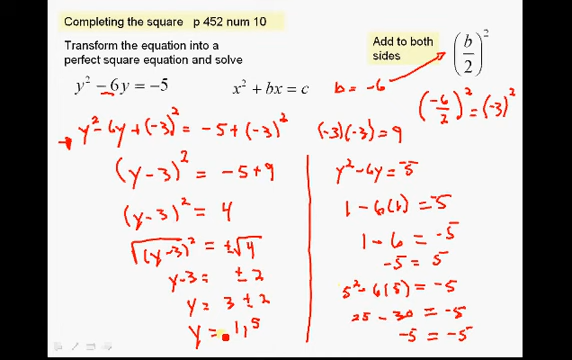 Completing the square p 452 num 10
Transform the equation into a
perfect square equation and solve
Add to both
sides
(b/2)²
y² − 6y = −5
x² + bx = c
b = −6
(−6/2)² = (−3)²
y² − 6y + (−3)² = −5 + (−3)²
(y − 3)² = −5 + 9
(y − 3)² = 4
√(y−3)² = ±√4
y − 3 = ± 2
y = 3 ± 2
y = 1, 5
(−3)(−3) = 9
y² − 6y = −5
1 − 6(1) = −5
1 − 6 = −5
−5 = 5
5² − 6(5) = −5
25 − 30 = −5
−5 = −5